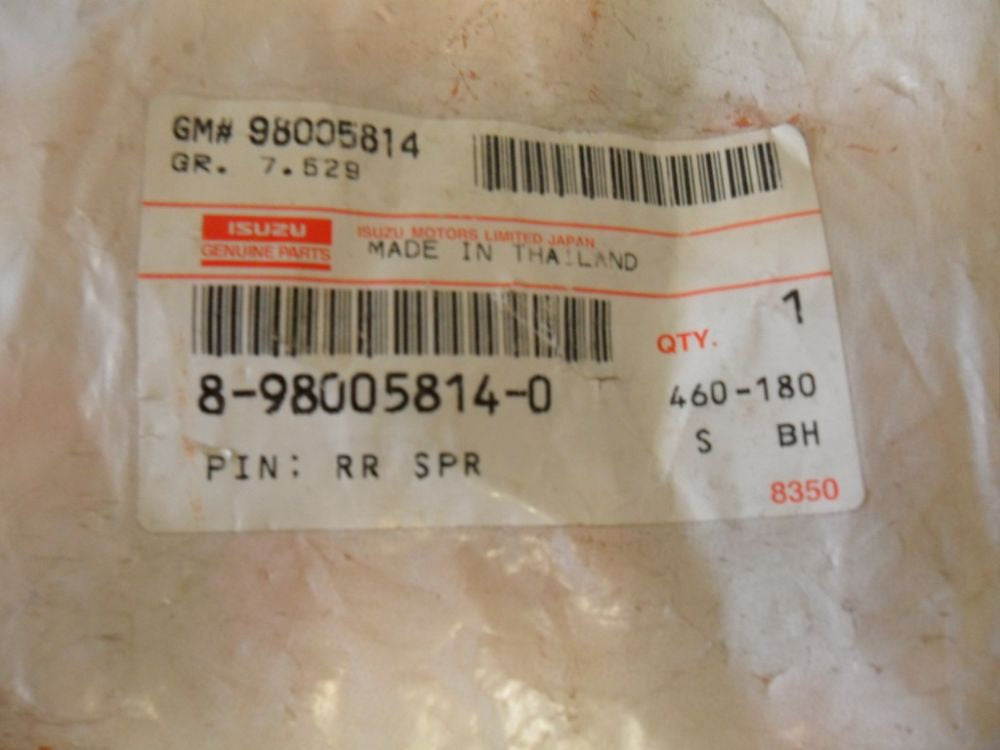 GM# 98005814
GR. 7.529
ISUZU
GENUINE PARTS
ISUZU MOTORS LIMITED JAPAN
MADE IN THAILAND
QTY. 1
8-98005814-0
460-180
S BH
PIN: RR SPR
8350